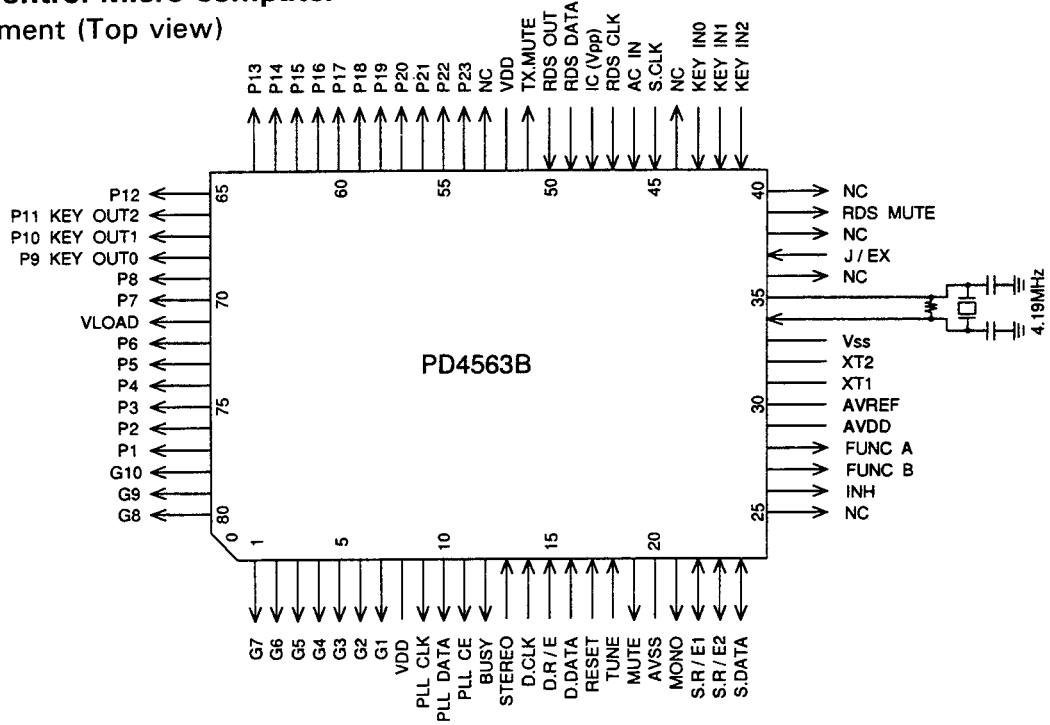 ment (Top view)
P13
P14
P15
P16
P17
P18
P19
P20
P21
P22
P23
NC
VDD
TX.MUTE
RDS OUT
RDS DATA
IC (Vpp)
RDS CLK
AC IN
S.CLK
NC
KEY IN0
KEY IN1
KEY IN2
65
60
55
50
45
40
P12
P11 KEY OUT2
P10 KEY OUT1
P9 KEY OUT0
P8
P7
VLOAD
P6
P5
P4
P3
P2
P1
G10
G9
G8
70
75
80
PD4563B
NC
RDS MUTE
NC
J / EX
NC
35
4.19MHz
Vss
XT2
XT1
AVREF
AVDD
FUNC A
FUNC B
INH
NC
30
25
0
1
5
10
15
20
G7
G6
G5
G4
G3
G2
G1
VDD
PLL CLK
PLL DATA
PLL CE
BUSY
STEREO
D.CLK
D.R / E
D.DATA
RESET
TUNE
MUTE
AVSS
MONO
S.R / E1
S.R / E2
S.DATA